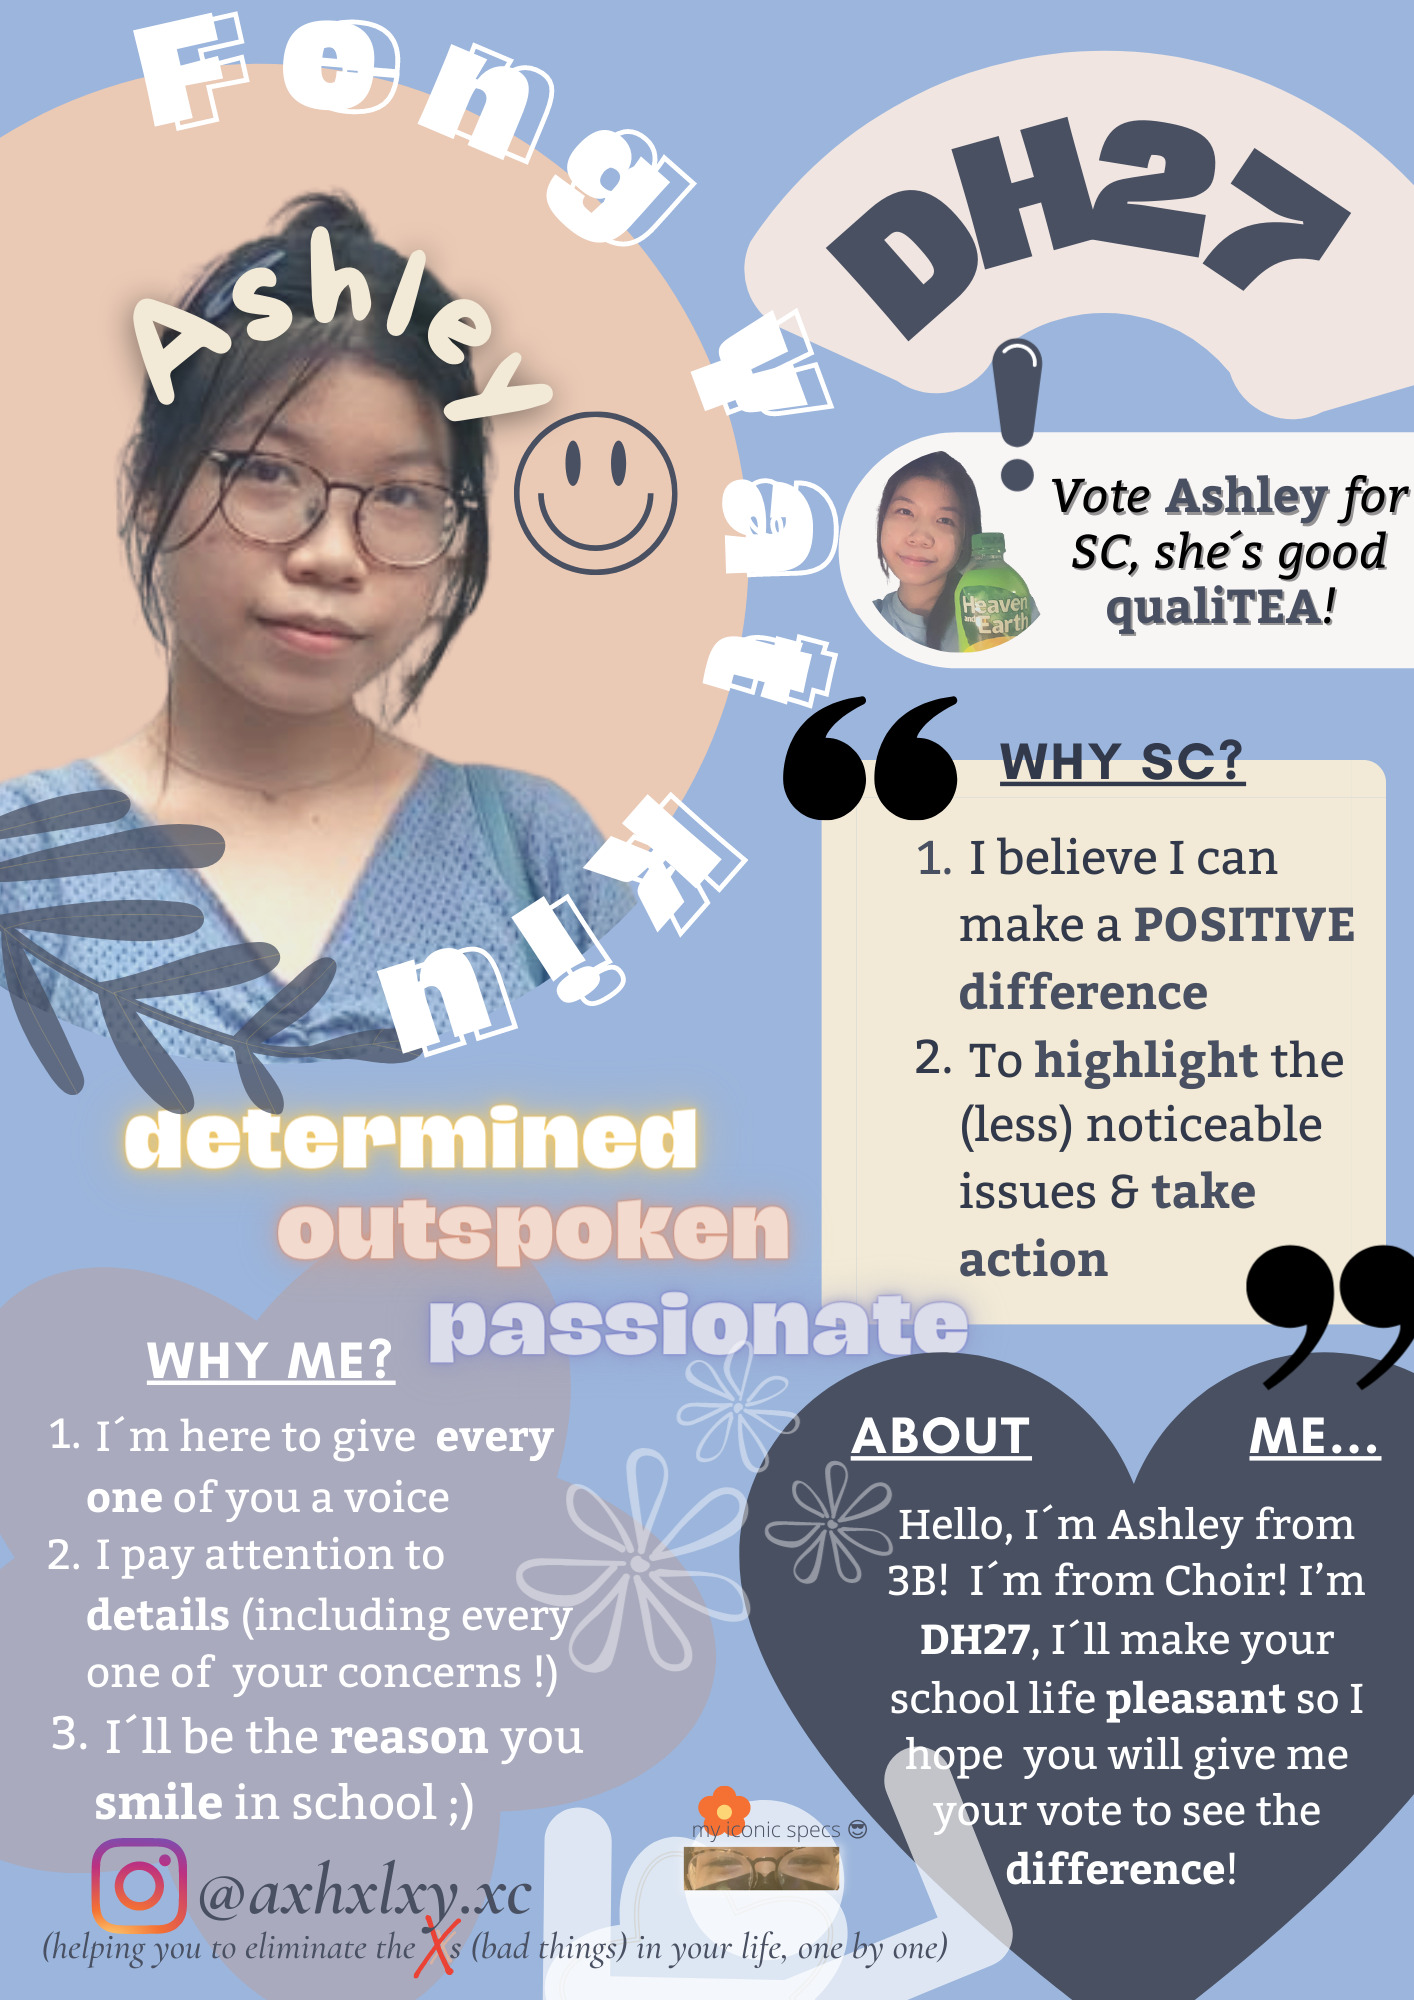 Feng
Yue
Xin
Ashley
DH27
Vote Ashley for
SC, she´s good
qualiTEA!
Heaven
and
Earth
WHY SC?
1. I believe I can
make a POSITIVE
difference
2. To highlight the
(less) noticeable
issues & take
action
determined
outspoken
passionate
WHY ME?
1. I´m here to give every
one of you a voice
2. I pay attention to
details (including every
one of your concerns !)
3. I´ll be the reason you
smile in school ;)
@axhxlxy.xc
(helping you to eliminate the Xs (bad things) in your life, one by one)
my iconic specs 😎
ABOUT ME...
Hello, I´m Ashley from
3B! I´m from Choir! I’m
DH27, I´ll make your
school life pleasant so I
hope you will give me
your vote to see the
difference!